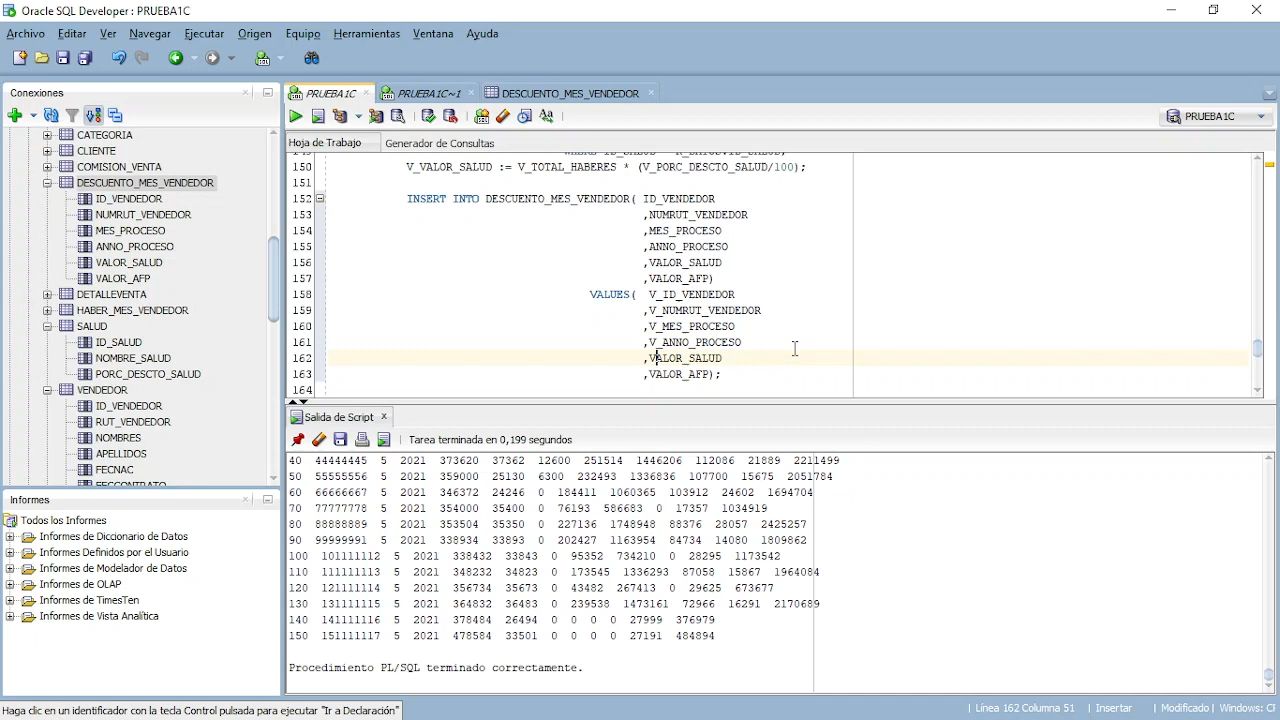 Oracle SQL Developer : PRUEBA1C
Archivo Editar Ver Navegar Ejecutar Origen Equipo Herramientas Ventana Ayuda
Conexiones
CATEGORIA
CLIENTE
COMISION_VENTA
DESCUENTO_MES_VENDEDOR
ID_VENDEDOR
NUMRUT_VENDEDOR
MES_PROCESO
ANNO_PROCESO
VALOR_SALUD
VALOR_AFP
DETALLEVENTA
HABER_MES_VENDEDOR
SALUD
ID_SALUD
NOMBRE_SALUD
PORC_DESCTO_SALUD
VENDEDOR
ID_VENDEDOR
RUT_VENDEDOR
NOMBRES
APELLIDOS
FECNAC
FECCONTRATO
Informes
Todos los Informes
Informes de Diccionario de Datos
Informes Definidos por el Usuario
Informes de Modelador de Datos
Informes de OLAP
Informes de TimesTen
Informes de Vista Analítica
PRUEBA1C PRUEBA1C~1 DESCUENTO_MES_VENDEDOR
PRUEBA1C
Hoja de Trabajo Generador de Consultas
150 V_VALOR_SALUD := V_TOTAL_HABERES * (V_PORC_DESCTO_SALUD/100);
151
152 INSERT INTO DESCUENTO_MES_VENDEDOR( ID_VENDEDOR
153 ,NUMRUT_VENDEDOR
154 ,MES_PROCESO
155 ,ANNO_PROCESO
156 ,VALOR_SALUD
157 ,VALOR_AFP)
158 VALUES( V_ID_VENDEDOR
159 ,V_NUMRUT_VENDEDOR
160 ,V_MES_PROCESO
161 ,V_ANNO_PROCESO
162 ,VALOR_SALUD
163 ,VALOR_AFP);
164
Salida de Script
Tarea terminada en 0,199 segundos
40 44444445 5 2021 373620 37362 12600 251514 1446206 112086 21889 2211499
50 55555556 5 2021 359000 25130 6300 232493 1336836 107700 15675 2051784
60 66666667 5 2021 346372 24246 0 184411 1060365 103912 24602 1694704
70 77777778 5 2021 354000 35400 0 76193 586683 0 17357 1034919
80 88888889 5 2021 353504 35350 0 227136 1748948 88376 28057 2425257
90 99999991 5 2021 338934 33893 0 202427 1163954 84734 14080 1809862
100 101111112 5 2021 338432 33843 0 95352 734210 0 28295 1173542
110 111111113 5 2021 348232 34823 0 173545 1336293 87058 15867 1964084
120 121111114 5 2021 356734 35673 0 43482 267413 0 29625 673677
130 131111115 5 2021 364832 36483 0 239538 1473161 72966 16291 2170689
140 141111116 5 2021 378484 26494 0 0 0 0 27999 376979
150 151111117 5 2021 478584 33501 0 0 0 0 27191 484894
Procedimiento PL/SQL terminado correctamente.
Haga clic en un identificador con la tecla Control pulsada para ejecutar "Ir a Declaración"
Línea 162 Columna 51 Insertar Modificado Windows: CF